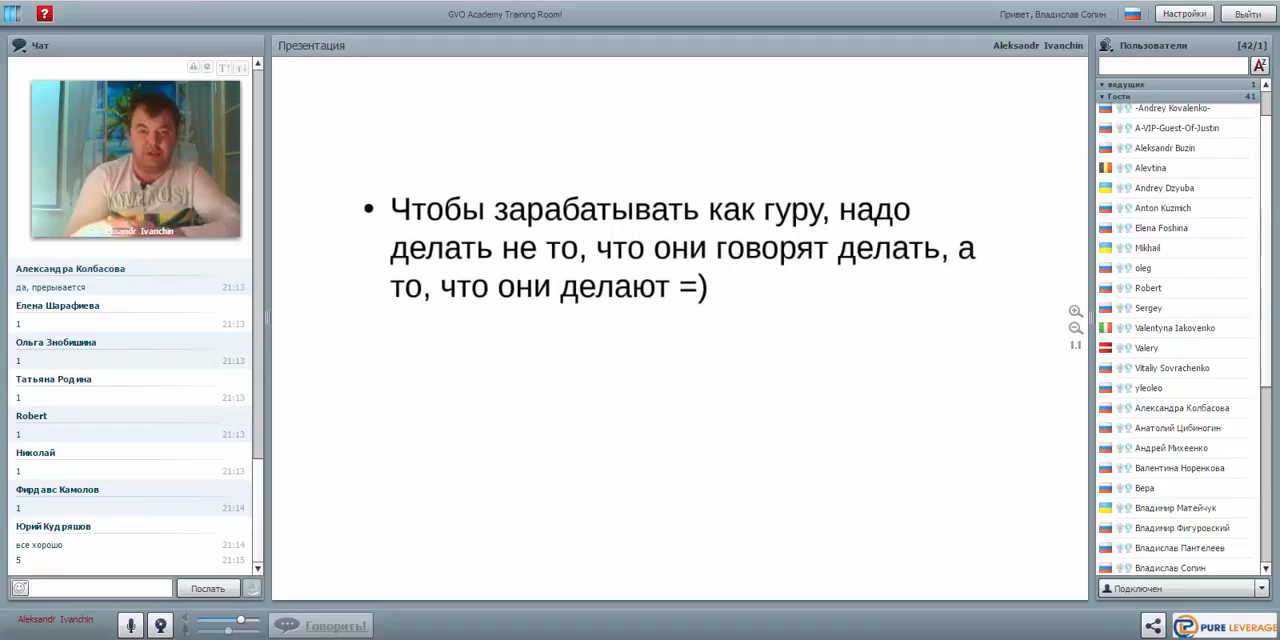 GVO Academy Training Room!
Привет, Владислав Сопин
Настройки
Выйти
Чат
Презентация
Aleksandr Ivanchin
Пользователи
[42/1]
Александра Колбасова
да, прерывается 21:13
Елена Шарафиева
1 21:13
Ольга Знобишина
1 21:13
Татьяна Родина
1 21:13
Robert
1 21:13
Николай
1 21:13
Фирдавс Камолов
1 21:14
Юрий Кудряшов
все хорошо 21:14
5 21:15
Послать
• Чтобы зарабатывать как гуру, надо
делать не то, что они говорят делать, а
то, что они делают =)
1.1
ведущих 1
Гости 41
-Andrey Kovalenko-
A-VIP-Guest-Of-Justin
Aleksandr Buzin
Alevtina
Andrey Dzyuba
Anton Kuzmich
Elena Foshina
Mikhail
oleg
Robert
Sergey
Valentyna Iakovenko
Valery
Vitaliy Sovrachenko
yleoleo
Александра Колбасова
Анатолий Цибиногин
Андрей Михеенко
Валентина Норенкова
Вера
Владимир Матейчук
Владимир Фигуровский
Владислав Пантелеев
Владислав Сопин
Подключен
Aleksandr Ivanchin
Говорить!
PURE LEVERAGE